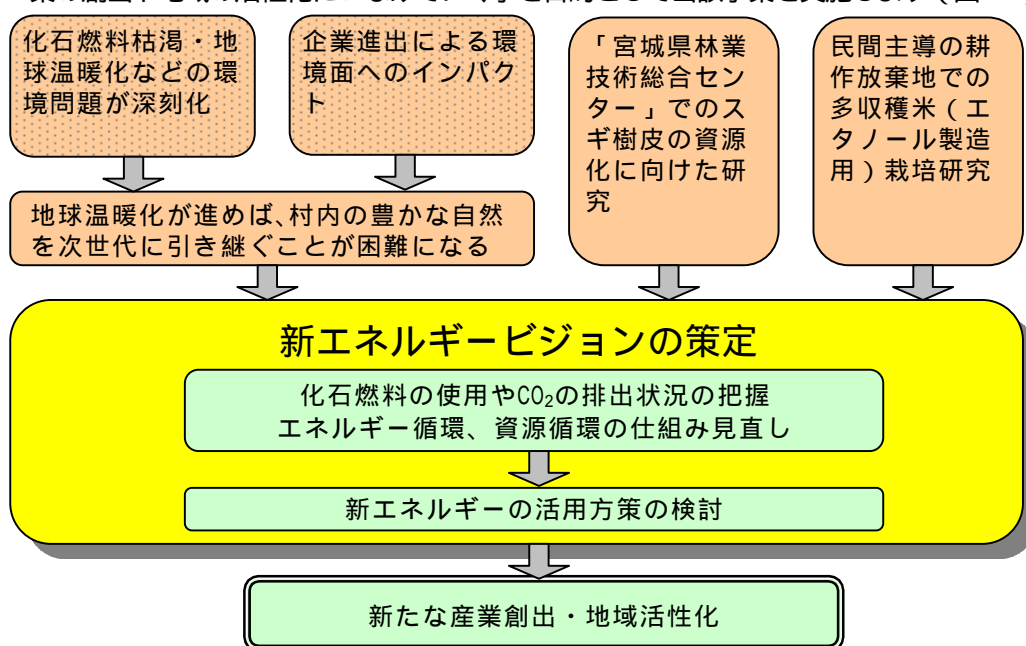 化石燃料枯渇・地
球温暖化などの環
境問題が深刻化
企業進出による環
境面へのインパク
ト
「宮城県林業
技術総合セン
ター」でのス
ギ樹皮の資源
化に向けた研
究
民間主導の耕
作放棄地での
多収穫米（エ
タノール製造
用）栽培研究
地球温暖化が進めば、村内の豊かな自然
を次世代に引き継ぐことが困難になる
新エネルギービジョンの策定
化石燃料の使用やCO₂の排出状況の把握
エネルギー循環、資源循環の仕組み見直し
新エネルギーの活用方策の検討
新たな産業創出・地域活性化